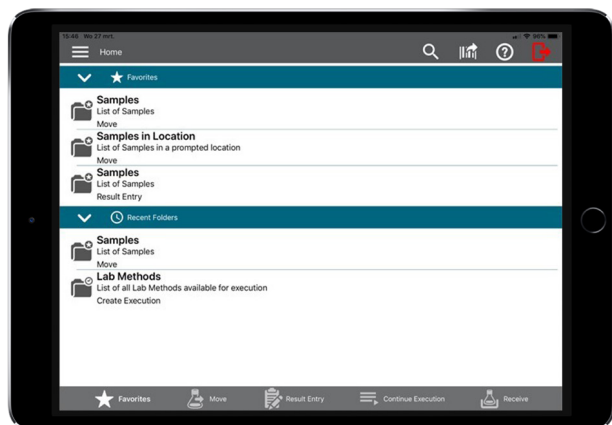 15:46 Wo 27 mrt.
96%
Home
Favorites
Samples
List of Samples
Move
Samples in Location
List of Samples in a prompted location
Move
Samples
List of Samples
Result Entry
Recent Folders
Samples
List of Samples
Move
Lab Methods
List of all Lab Methods available for execution
Create Execution
Favorites Move Result Entry Continue Execution Receive